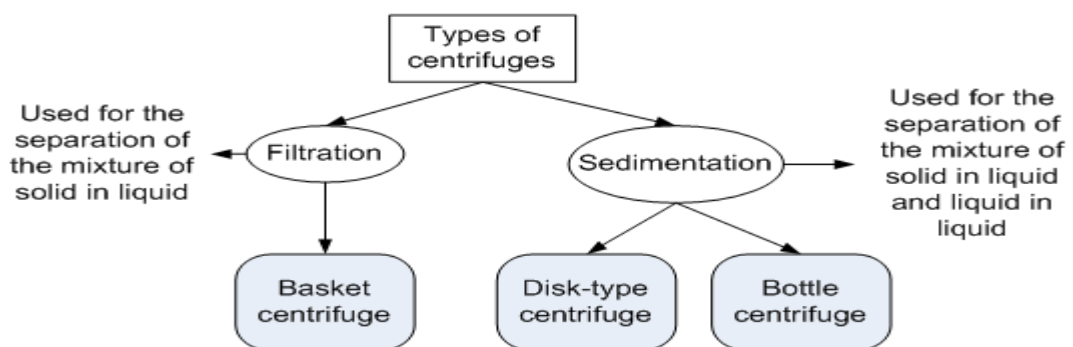 Types of
centrifuges
Used for the
separation of
the mixture of
solid in liquid
Filtration
Sedimentation
Used for the
separation of
the mixture of
solid in liquid
and liquid in
liquid
Basket
centrifuge
Disk-type
centrifuge
Bottle
centrifuge